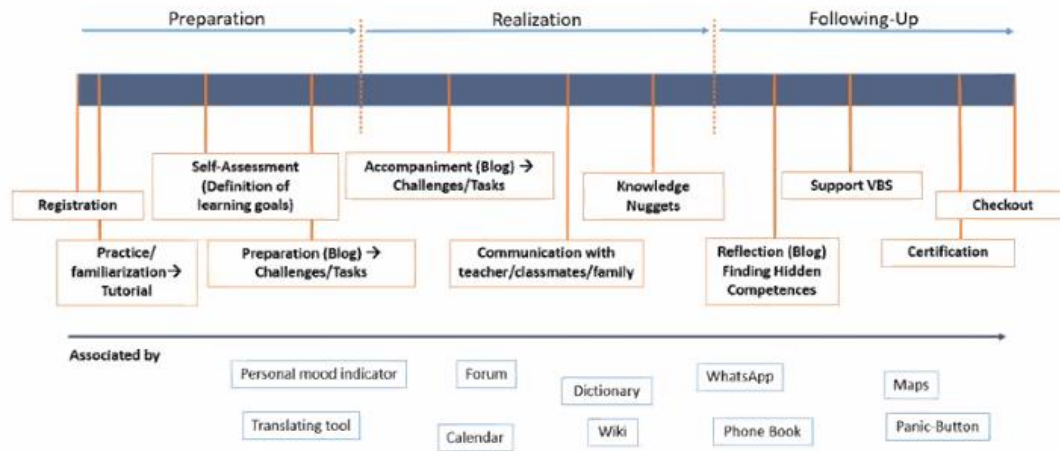 Preparation
Realization
Following-Up
Registration
Practice/
familiarization→
Tutorial
Self-Assessment
(Definition of
learning goals)
Preparation (Blog) →
Challenges/Tasks
Accompaniment (Blog) →
Challenges/Tasks
Communication with
teacher/classmates/family
Knowledge
Nuggets
Reflection (Blog)
Finding Hidden
Competences
Support VBS
Certification
Checkout
Associated by
Personal mood indicator
Forum
Dictionary
WhatsApp
Maps
Translating tool
Calendar
Wiki
Phone Book
Panic-Button